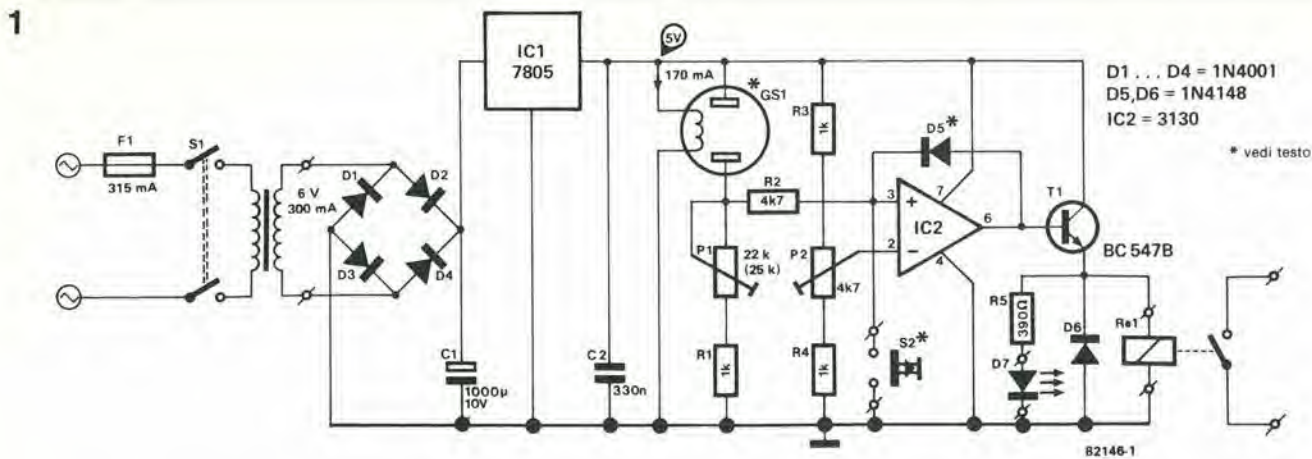 1
IC1
7805
5V
170 mA
* GS1
D1 . . . D4 = 1N4001
D5,D6 = 1N4148
IC2 = 3130
* vedi testo
F1
315 mA
S1
6 V
300 mA
D1
D2
D3
D4
R3
1k
D5*
R2
4k7
3
+
7
IC2
6
2
−
4
T1
BC 547B
P1
22 k
(25 k)
P2
4k7
R5
390Ω
D6
Re1
D7
C1
1000µ
10V
C2
330n
R1
1k
R4
1k
S2*
82146-1